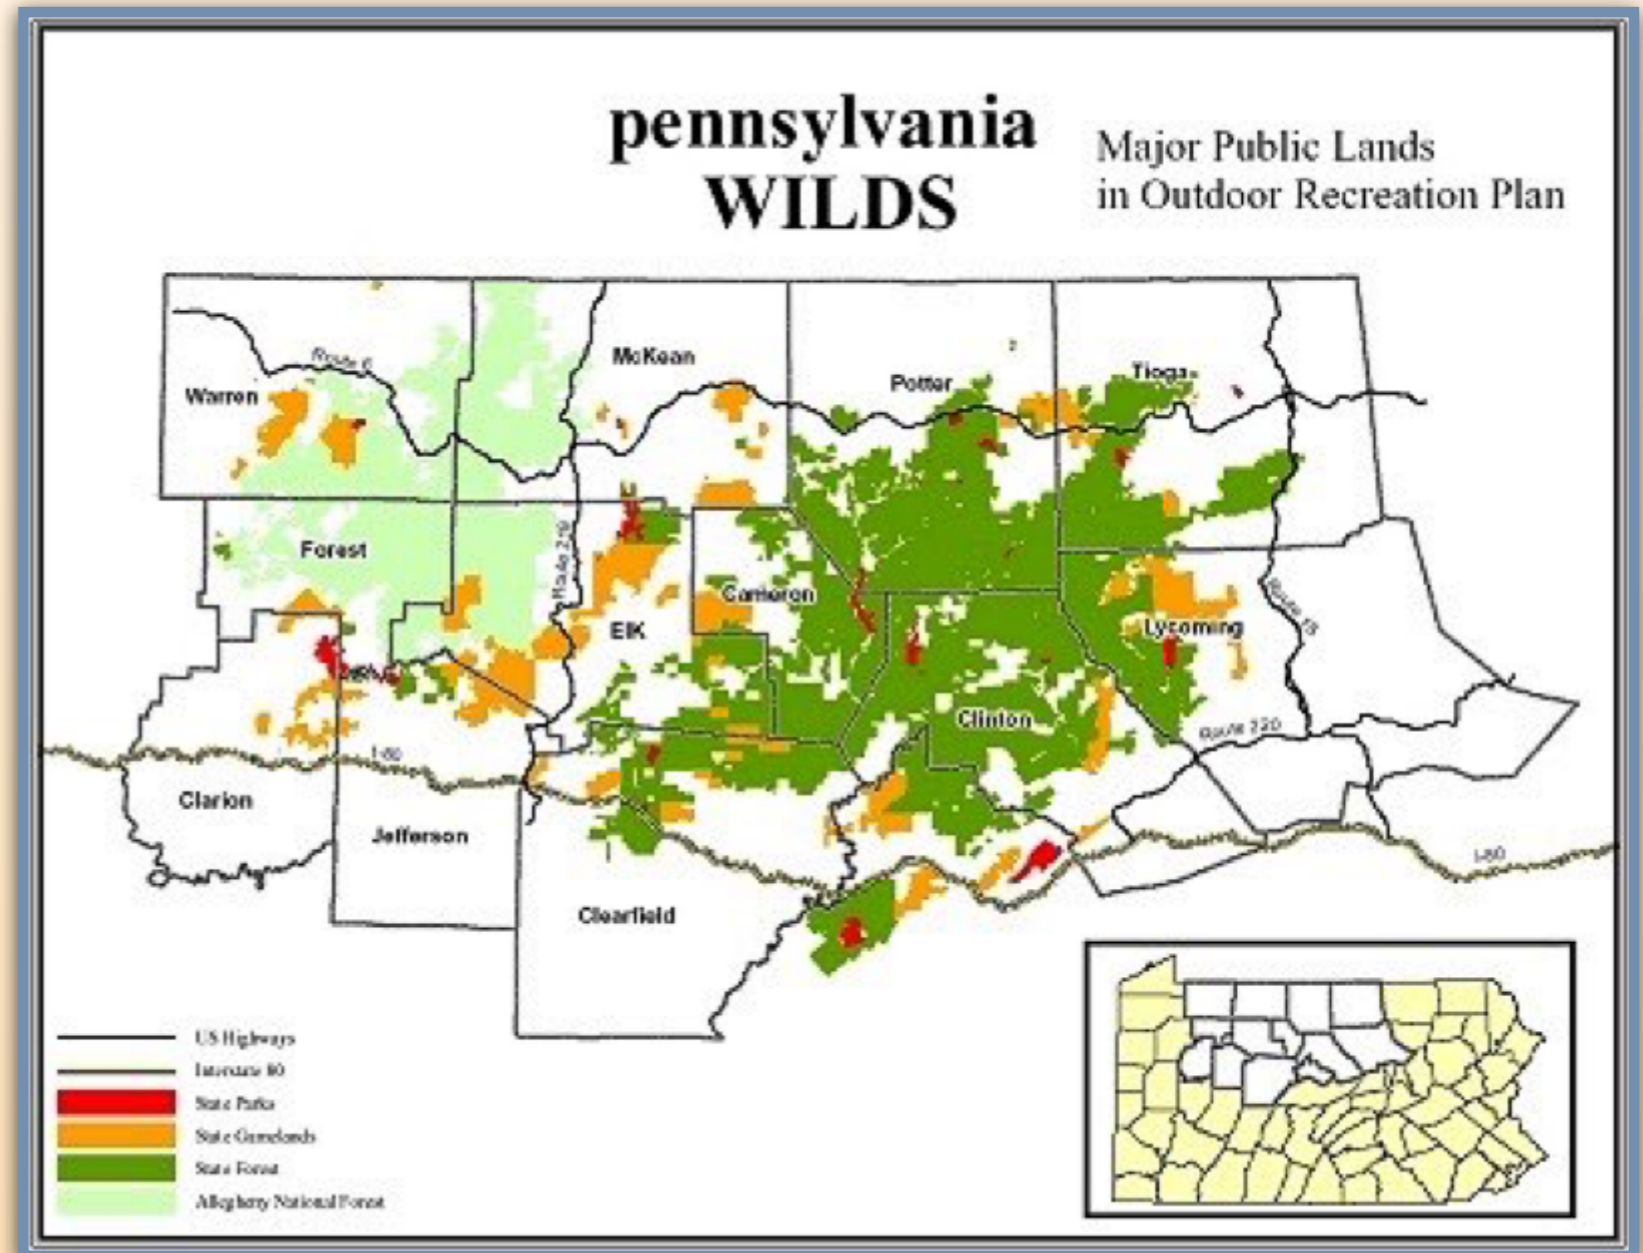 pennsylvania
WILDS
Major Public Lands
in Outdoor Recreation Plan
McKean
Route 6
Potter
Tioga
Warren
Forest
Route 219
Cameron
Elk
Lycoming
Route 15
Clinton
Route 220
I-80
Clarion
Jefferson
I-80
Clearfield
US Highways
Interstate 80
State Parks
State Gamelands
State Forest
Allegheny National Forest